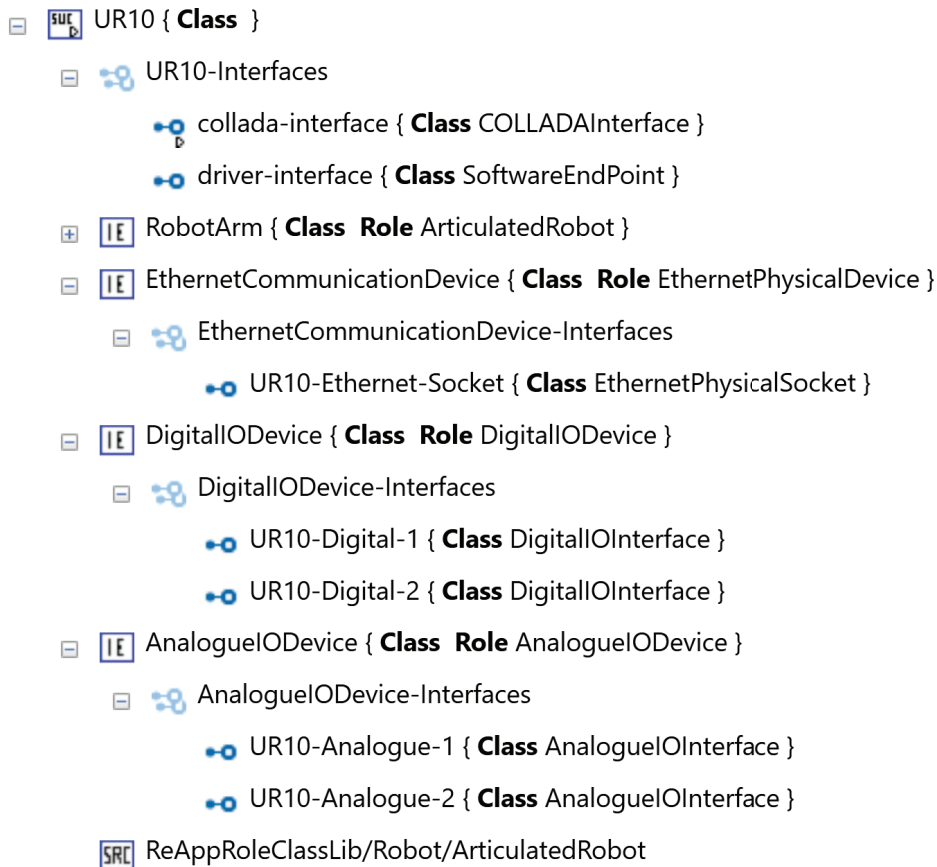 SUC UR10 { Class }
UR10-Interfaces
collada-interface { Class COLLADAInterface }
driver-interface { Class SoftwareEndPoint }
IE RobotArm { Class Role ArticulatedRobot }
IE EthernetCommunicationDevice { Class Role EthernetPhysicalDevice }
EthernetCommunicationDevice-Interfaces
UR10-Ethernet-Socket { Class EthernetPhysicalSocket }
IE DigitalIODevice { Class Role DigitalIODevice }
DigitalIODevice-Interfaces
UR10-Digital-1 { Class DigitalIOInterface }
UR10-Digital-2 { Class DigitalIOInterface }
IE AnalogueIODevice { Class Role AnalogueIODevice }
AnalogueIODevice-Interfaces
UR10-Analogue-1 { Class AnalogueIOInterface }
UR10-Analogue-2 { Class AnalogueIOInterface }
SRC ReAppRoleClassLib/Robot/ArticulatedRobot